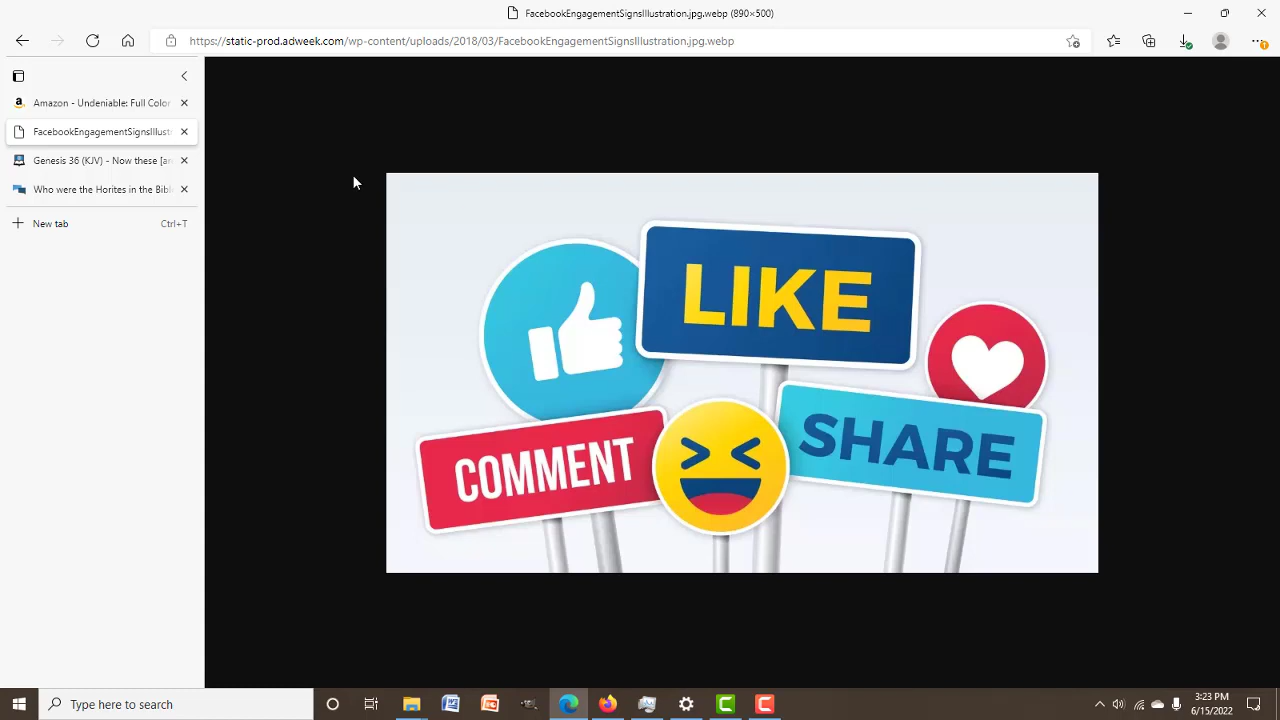 FacebookEngagementSignsIllustration.jpg.webp (890×500)
https://static-prod.adweek.com/wp-content/uploads/2018/03/FacebookEngagementSignsIllustration.jpg.webp
Amazon - Undeniable: Full Color
FacebookEngagementSignsIllustr
Genesis 36 (KJV) - Now these [an
Who were the Horites in the Bibl
New tab Ctrl+T
LIKE
COMMENT
SHARE
Type here to search
3:23 PM
6/15/2022